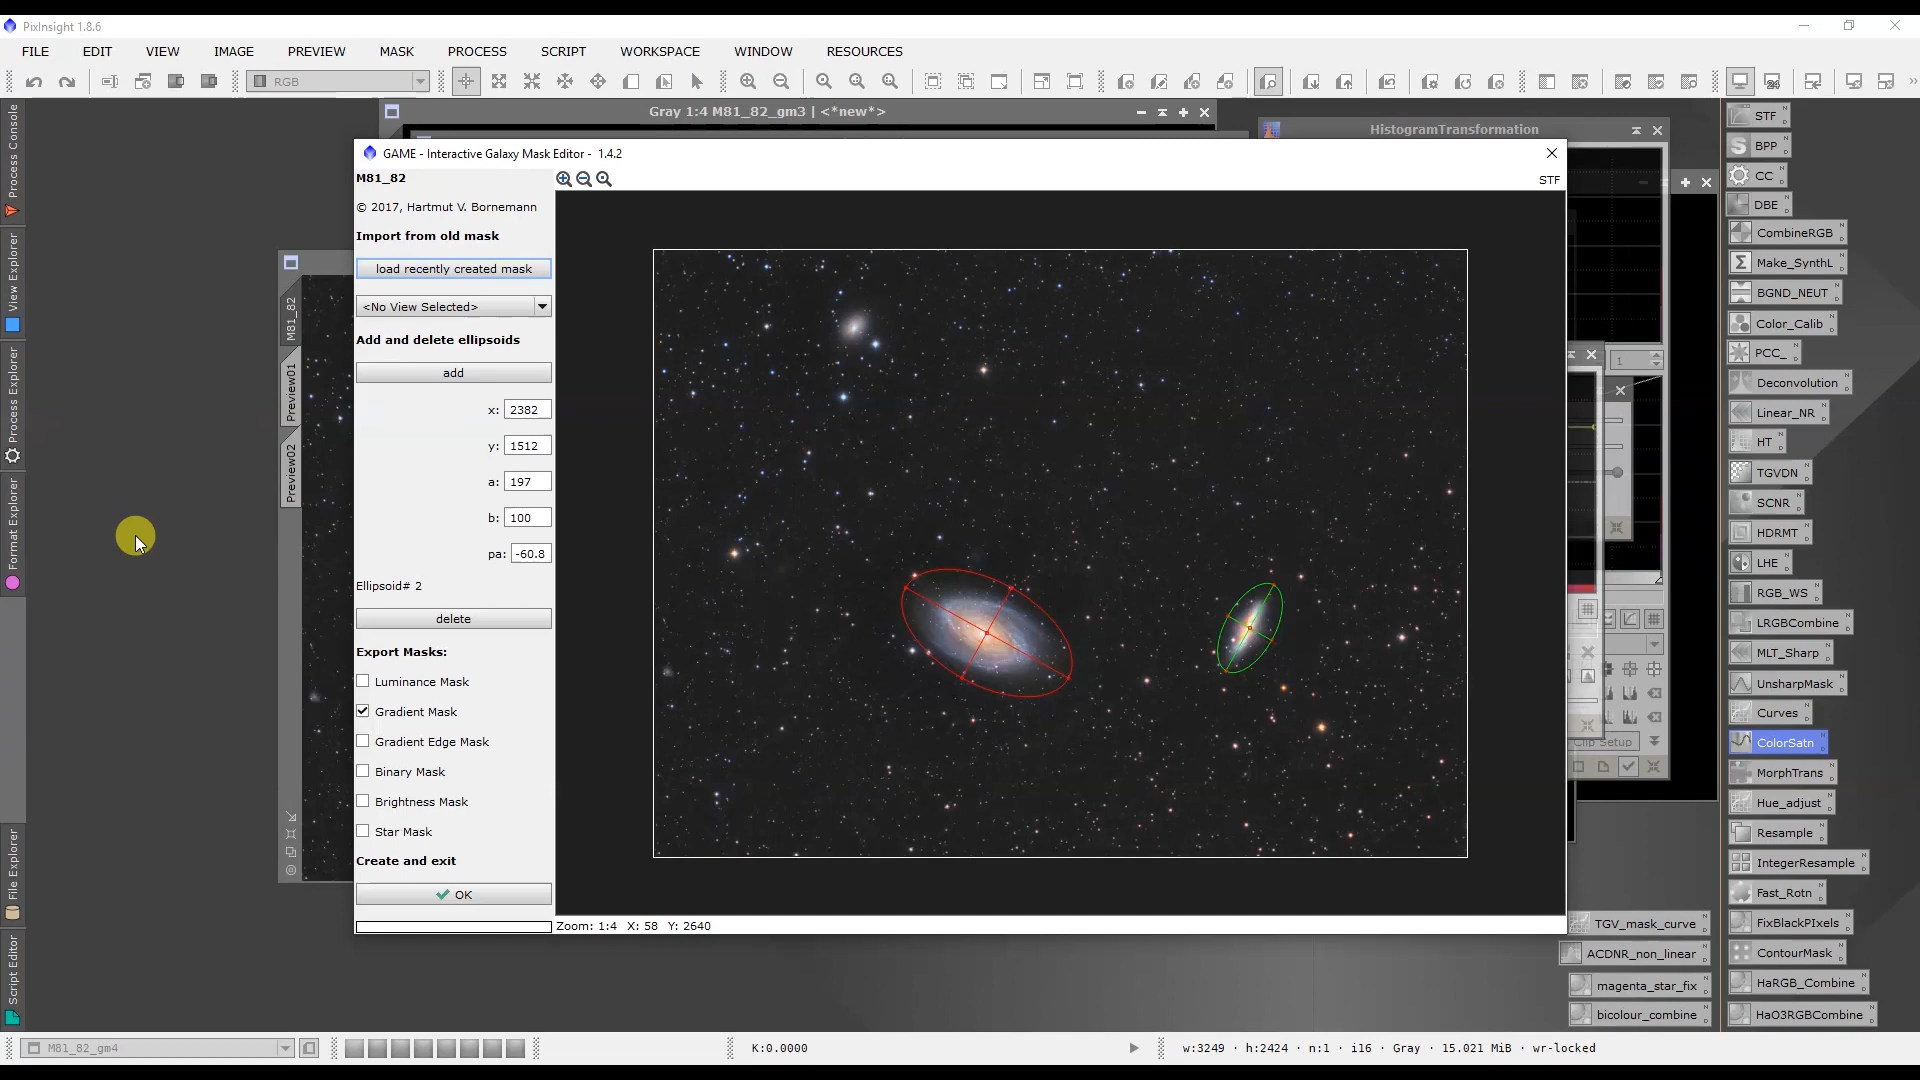 PixInsight 1.8.6
FILE EDIT VIEW IMAGE PREVIEW MASK PROCESS SCRIPT WORKSPACE WINDOW RESOURCES
RGB
Gray 1:4 M81_82_gm3 | <*new*>
HistogramTransformation
GAME - Interactive Galaxy Mask Editor - 1.4.2
M81_82
STF
© 2017, Hartmut V. Bornemann
Import from old mask
load recently created mask
<No View Selected>
Add and delete ellipsoids
add
x: 2382
y: 1512
a: 197
b: 100
pa: -60.8
Ellipsoid# 2
delete
Export Masks:
Luminance Mask
Gradient Mask
Gradient Edge Mask
Binary Mask
Brightness Mask
Star Mask
Create and exit
OK
Zoom: 1:4 X: 58 Y: 2640
Process Console
View Explorer
Process Explorer
Format Explorer
File Explorer
Script Editor
M81_82
Preview01
Preview02
1
Clip Setup
STF
BPP
CC
DBE
CombineRGB
Make_SynthL
BGND_NEUT
Color_Calib
PCC_
Deconvolution
Linear_NR
HT
TGVDN
SCNR
HDRMT
LHE
RGB_WS
LRGBCombine
MLT_Sharp
UnsharpMask
Curves
ColorSatn
MorphTrans
Hue_adjust
Resample
IntegerResample
Fast_Rotn
FixBlackPIxels
ContourMask
HaRGB_Combine
HaO3RGBCombine
TGV_mask_curve
ACDNR_non_linear
magenta_star_fix
bicolour_combine
M81_82_gm4
K:0.0000
w:3249 · h:2424 · n:1 · i16 · Gray · 15.021 MiB · wr-locked